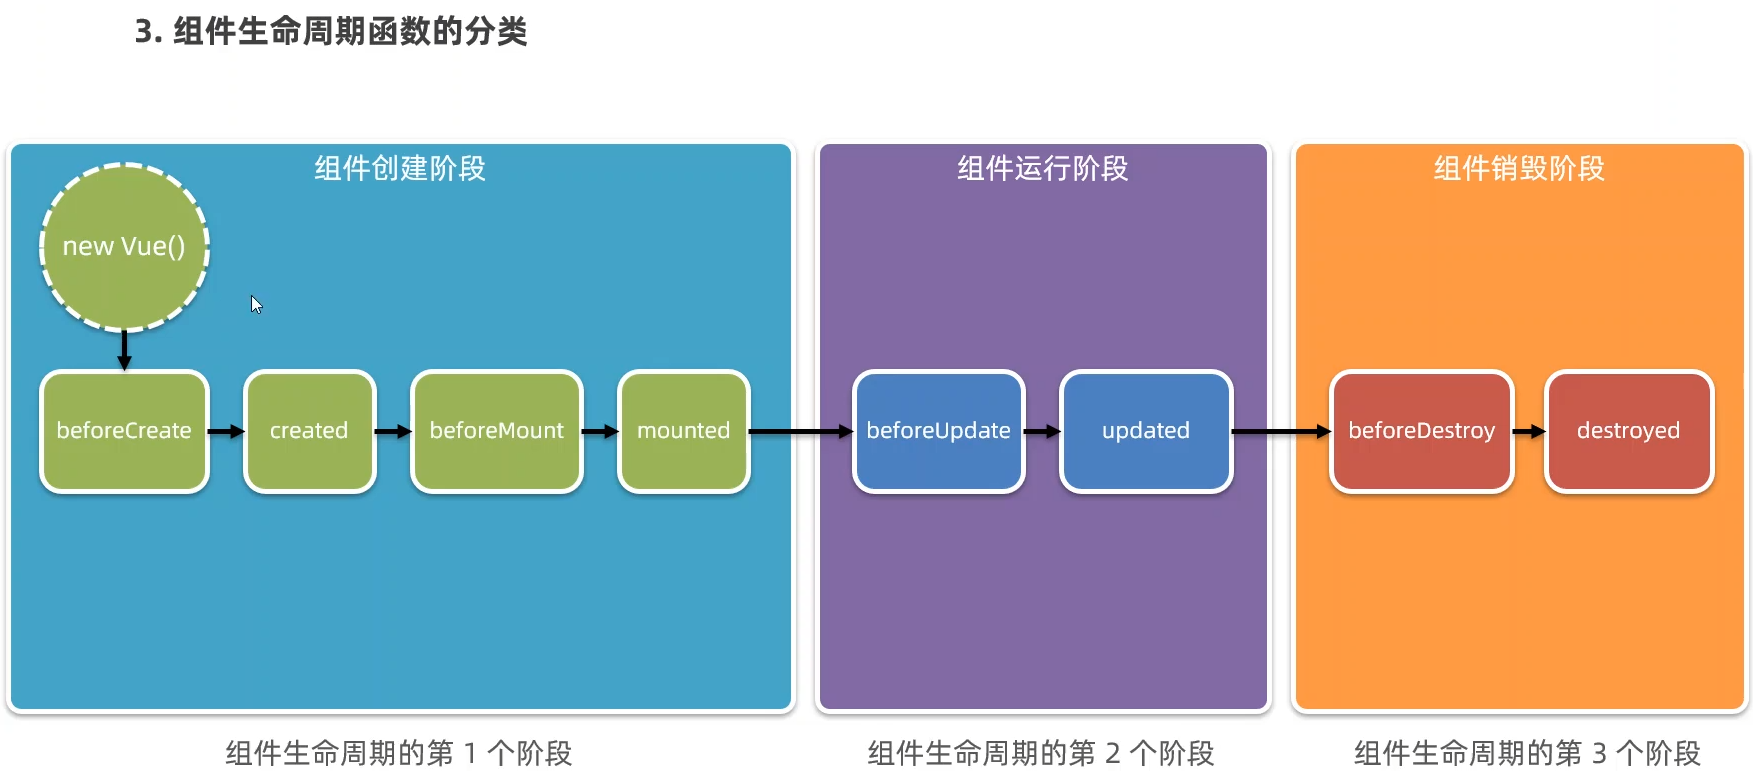 3. 组件生命周期函数的分类
组件创建阶段
new Vue()
beforeCreate
created
beforeMount
mounted
组件运行阶段
beforeUpdate
updated
组件销毁阶段
beforeDestroy
destroyed
组件生命周期的第 1 个阶段
组件生命周期的第 2 个阶段
组件生命周期的第 3 个阶段